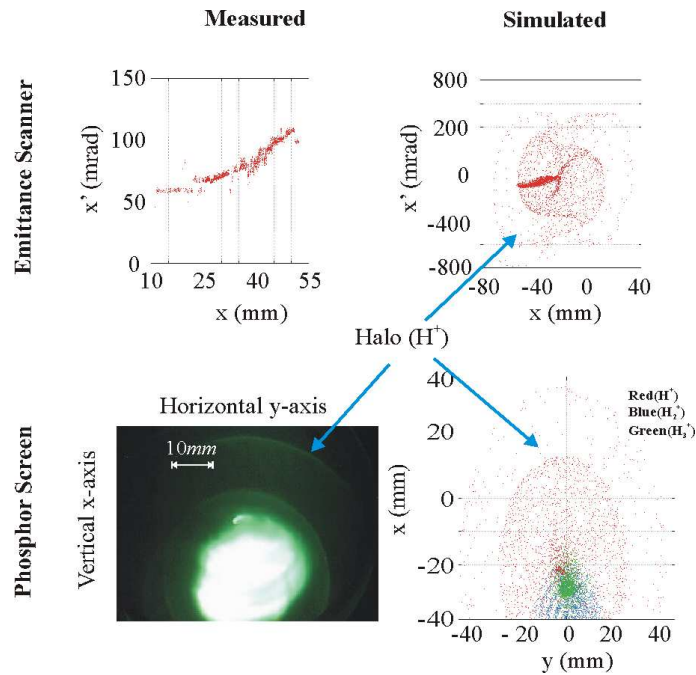 Measured
Simulated
Emittance Scanner
x' (mrad)
150
100
50
0
10 25 40 55
x (mm)
x' (mrad)
800
200
0
-400
-800
-80 -40 0 40
x (mm)
Halo (H⁺)
Phosphor Screen
Horizontal y-axis
Vertical x-axis
10mm
x (mm)
40
20
0
-20
-40
-40 -20 0 20 40
y (mm)
Red(H⁺)
Blue(H₂⁺)
Green(H₃⁺)